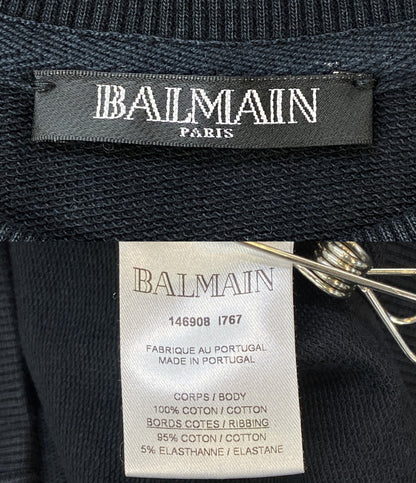 BALMAIN
PARIS
BALMAIN
146908 I767
FABRIQUE AU PORTUGAL
MADE IN PORTUGAL
CORPS / BODY
100% COTON / COTTON
BORDS COTES / RIBBING
95% COTON / COTTON
5% ELASTHANNE / ELASTANE